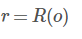 r = R(o)